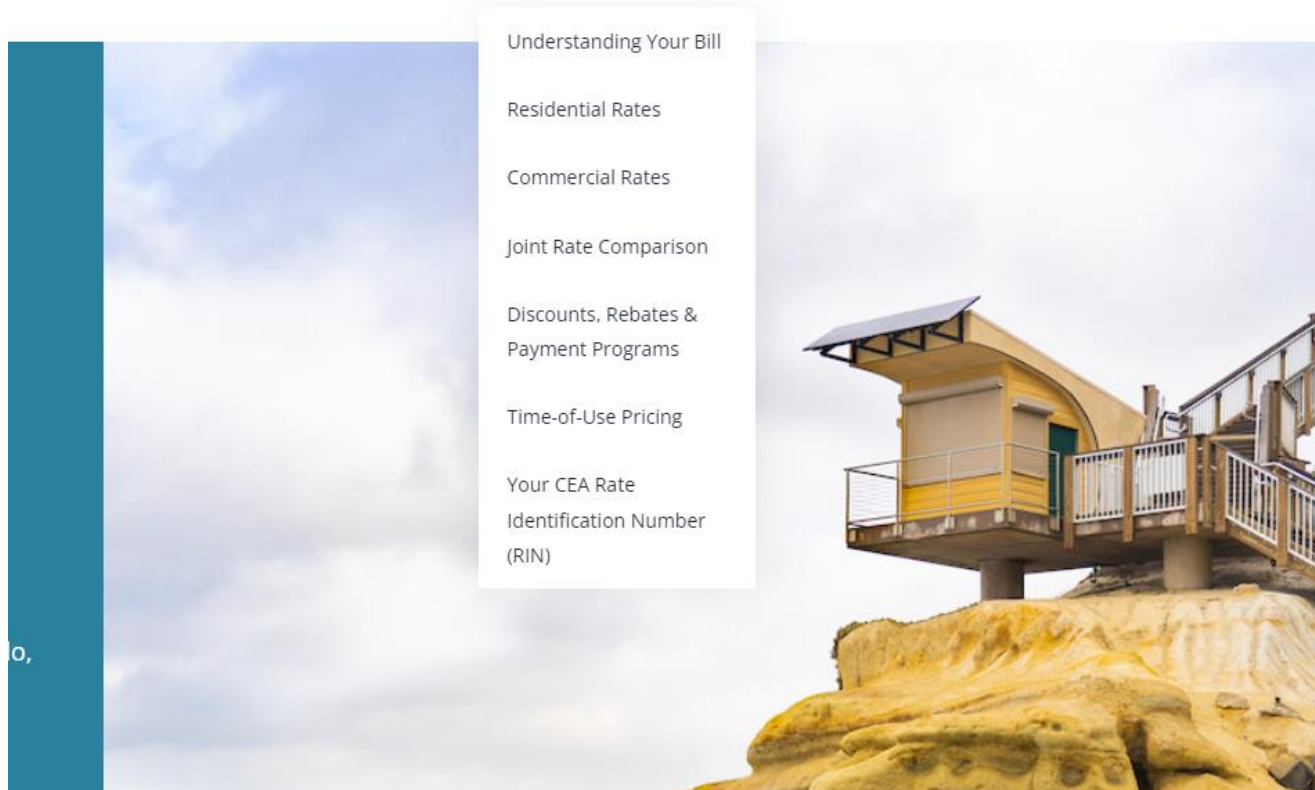 Understanding Your Bill
Residential Rates
Commercial Rates
Joint Rate Comparison
Discounts, Rebates &
Payment Programs
Time-of-Use Pricing
Your CEA Rate
Identification Number
(RIN)
lo,